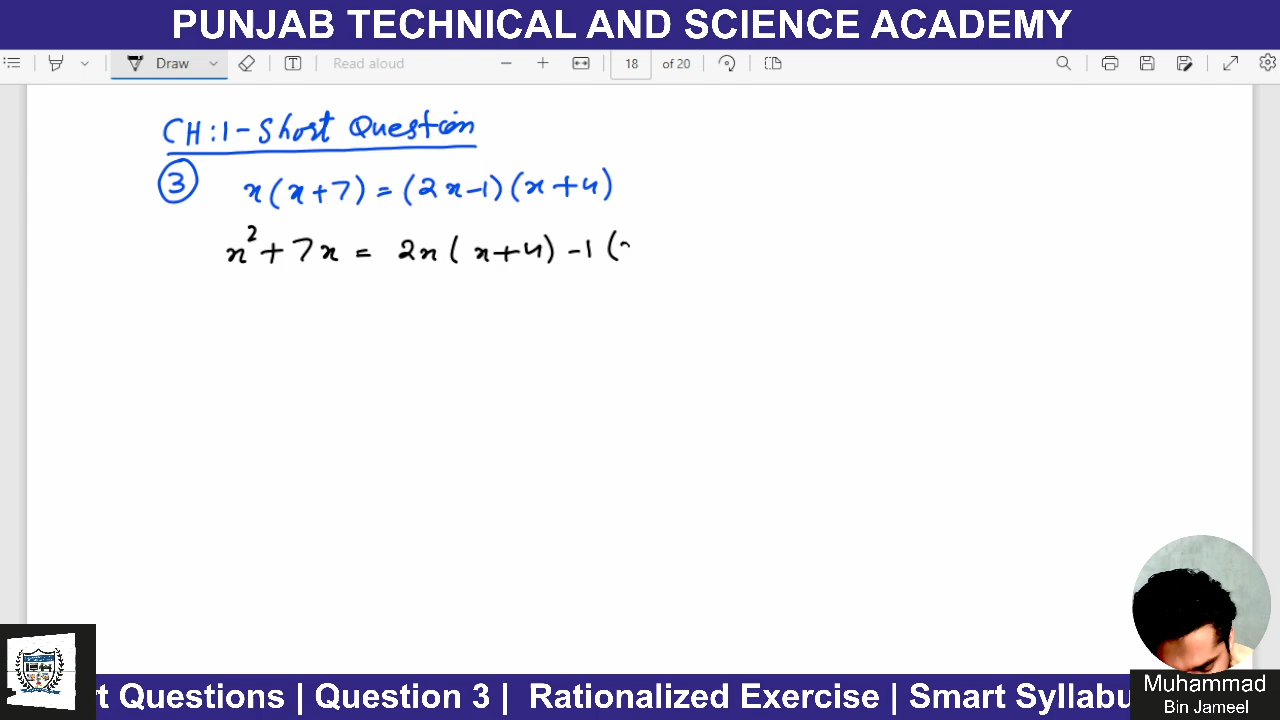 PUNJAB TECHNICAL AND SCIENCE ACADEMY
Draw
Read aloud
18 of 20
CH:1-Short Question
3 x(x+7)=(2x-1)(x+4)
x²+7x = 2x(x+4)-1(
rt Questions | Question 3 | Rationalized Exercise | Smart Syllabu
Muhammad
Bin Jameel